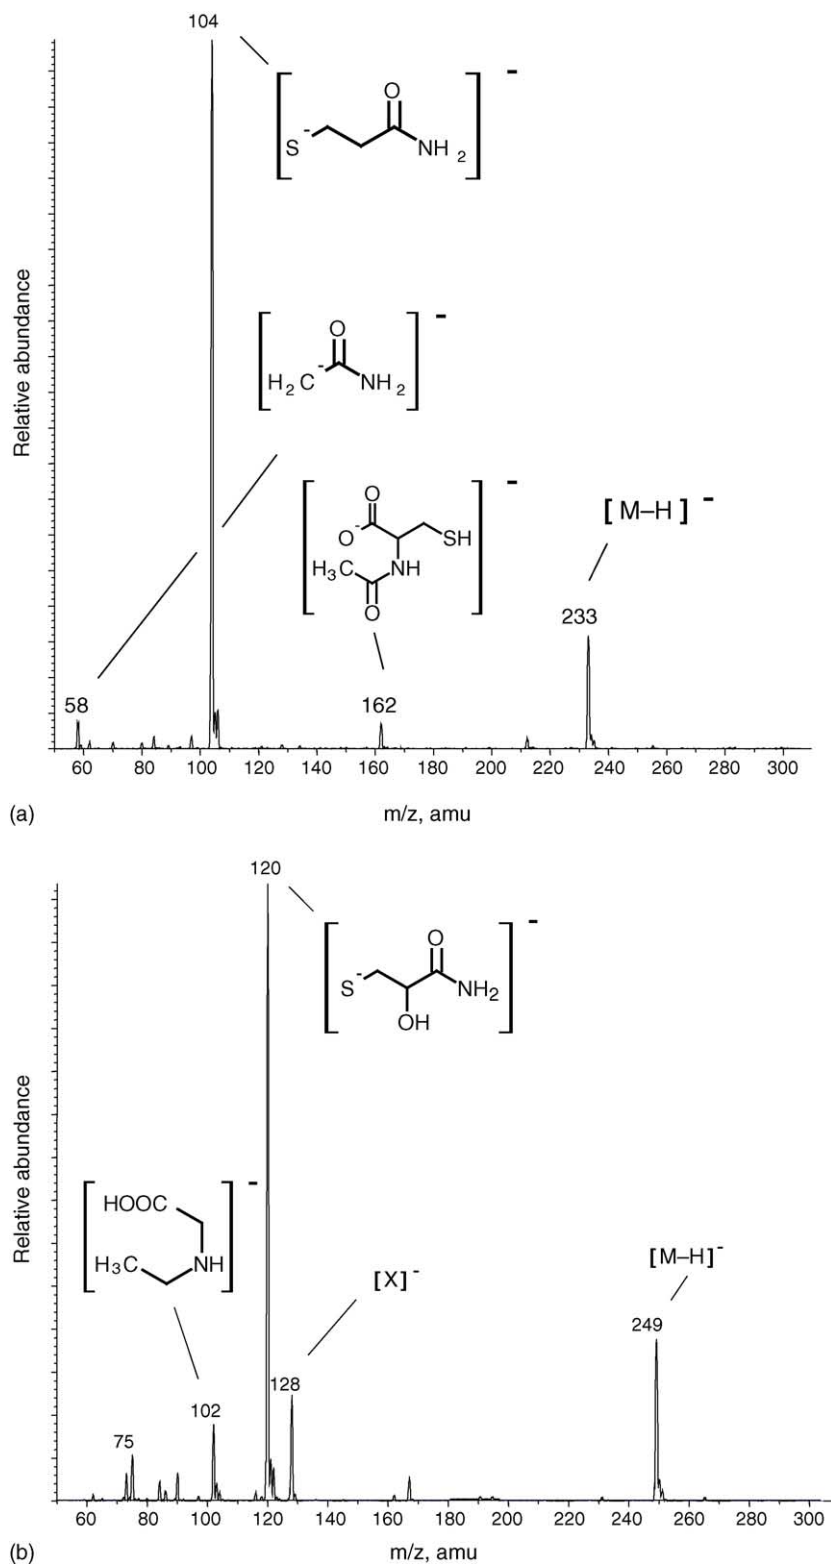 104
[ S - O NH 2 ] -
Relative abundance
[ H2C - O NH2 ] -
[ O O - SH H3C NH O ] -
[ M–H ] -
233
58
162
60 80 100 120 140 160 180 200 220 240 260 280 300
(a)
m/z, amu
120
[ S - O NH2 OH ] -
Relative abundance
[ HOOC H3C NH ] -
[X]-
[M–H]-
249
128
102
75
60 80 100 120 140 160 180 200 220 240 260 280 300
(b)
m/z, amu